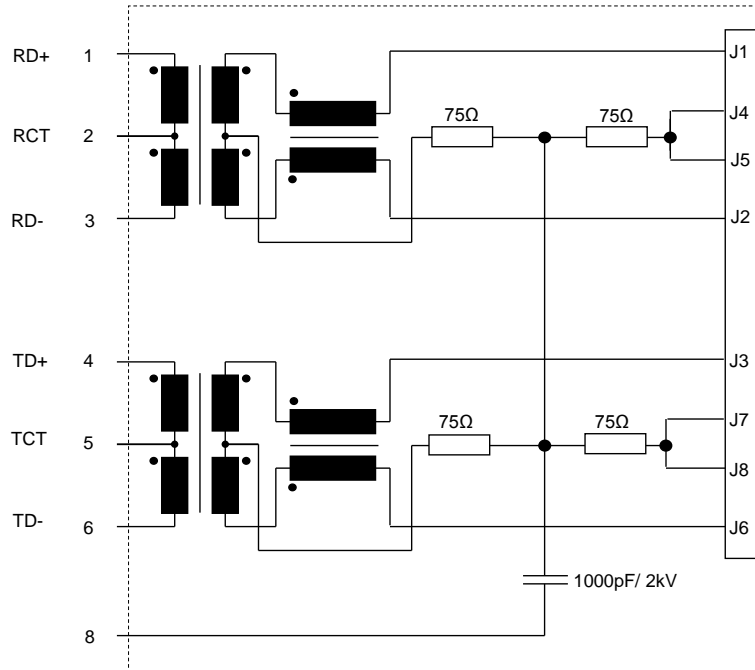 RD+ 1
J1
75Ω
75Ω
J4
RCT 2
J5
RD- 3
J2
TD+ 4
J3
75Ω
75Ω
J7
TCT 5
J8
TD- 6
J6
1000pF/ 2kV
8